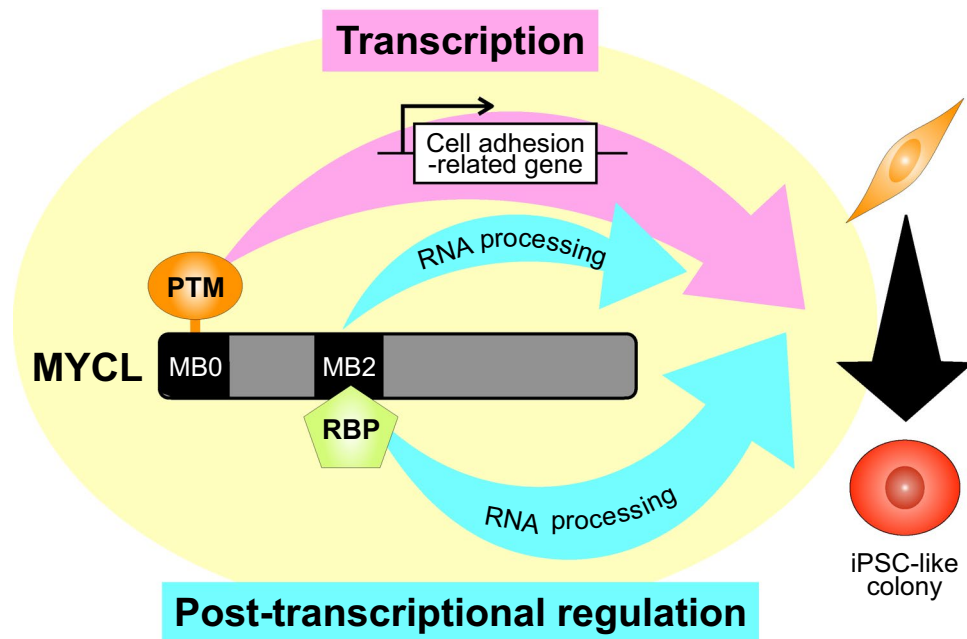 Transcription
Cell adhesion
-related gene
RNA processing
PTM
MYCL
MB0
MB2
RBP
RNA processing
iPSC-like
colony
Post-transcriptional regulation